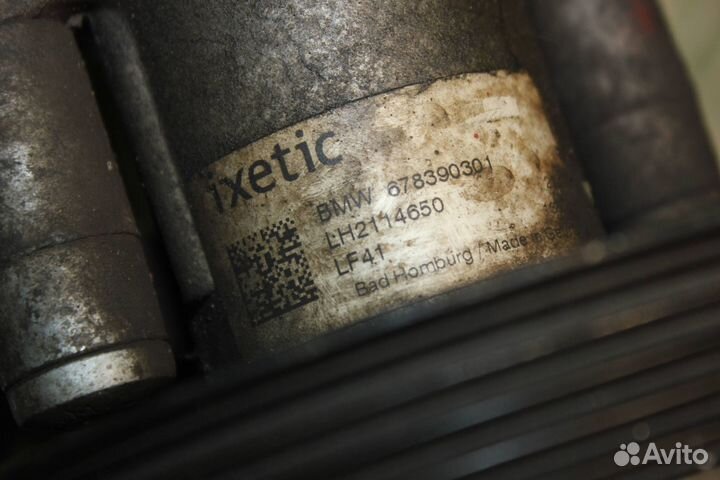 ixetic
BMW 678390301
LH2114650
LF41
Bad Homburg / Made in
Avito